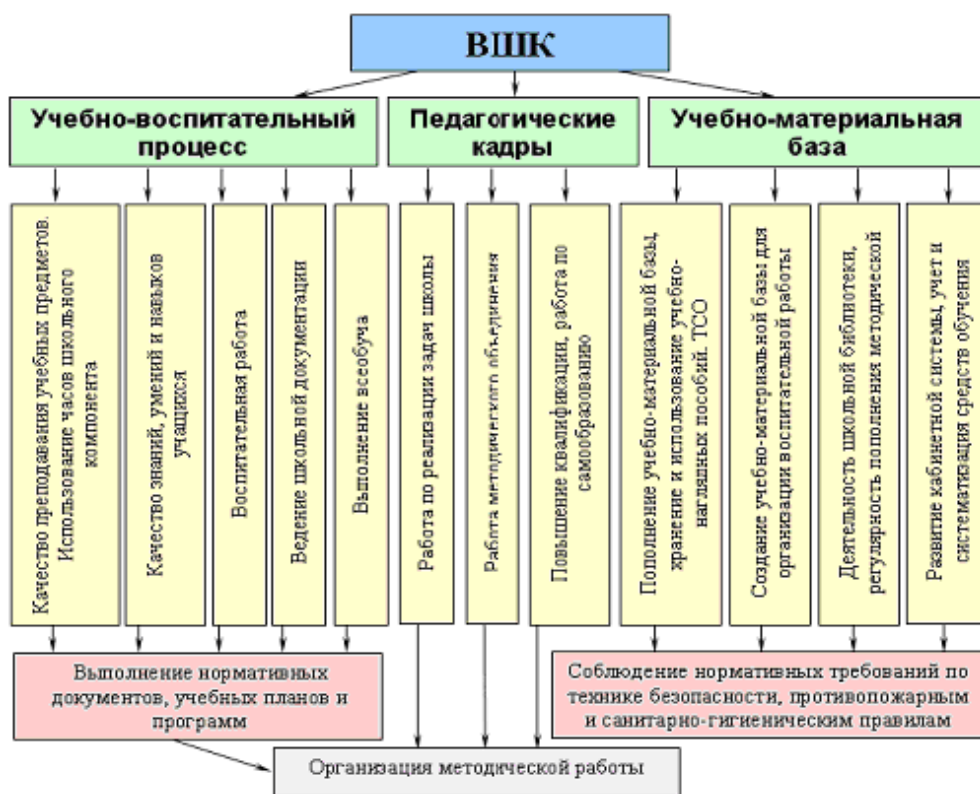 ВШК
Учебно-воспитательный
процесс
Педагогические
кадры
Учебно-материальная
база
Качество преподавания учебных предметов.
Использование часов школьного
компонента
Качество знаний, умений и навыков
учащихся
Воспитательная работа
Ведение школьной документации
Выполнение всеобуча
Работа по реализации задач школы
Работа методического объединения
Повышение квалификации, работа по
самообразованию
Пополнение учебно-материальной базы,
хранение и использование учебно-
наглядных пособий. ТСО
Создание учебно-материальной базы для
организации воспитательной работы
Деятельность школьной библиотеки,
регулярность пополнения методической
Развитие кабинетной системы, учет и
систематизация средств обучения
Выполнение нормативных
документов, учебных планов и
программ
Соблюдение нормативных требований по
технике безопасности, противопожарным
и санитарно-гигиеническим правилам
Организация методической работы